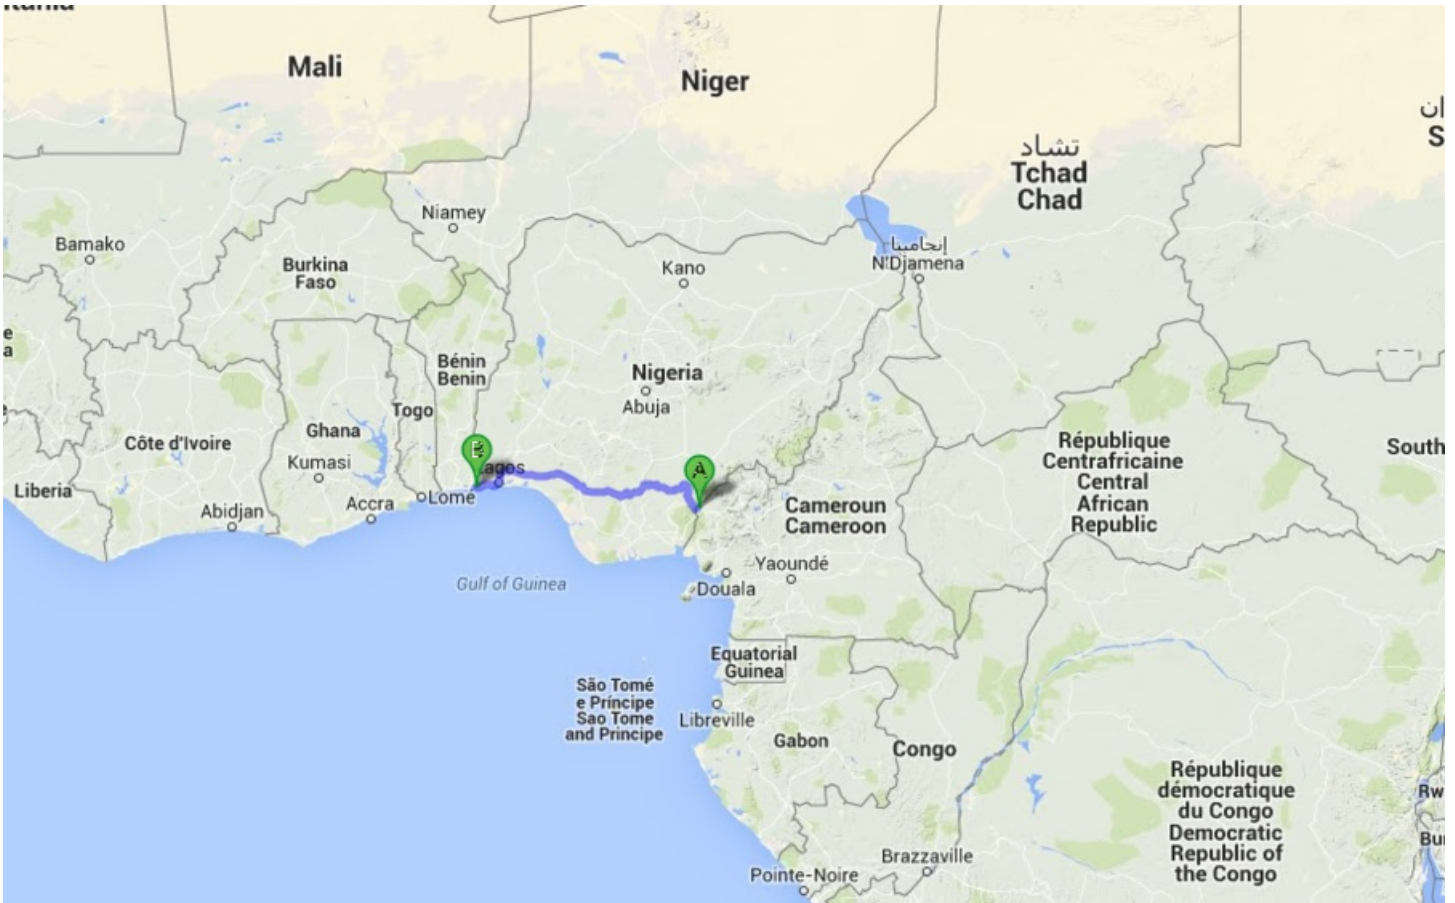 Mali
Niger
تشاد
Tchad
Chad
Niamey
Bamako
Burkina
Faso
Kano
إنجامينا
N'Djamena
Bénin
Benin
Nigeria
Abuja
Togo
Ghana
Kumasi
Côte d'Ivoire
Liberia
Abidjan
Accra
Lomé
Lagos
A
République
Centrafricaine
Central
African
Republic
South
Cameroun
Cameroon
Yaoundé
Douala
Gulf of Guinea
Equatorial
Guinea
São Tomé
e Príncipe
Sao Tome
and Principe
Libreville
Gabon
Congo
République
démocratique
du Congo
Democratic
Republic of
the Congo
Rw
Bu
Brazzaville
Pointe-Noire